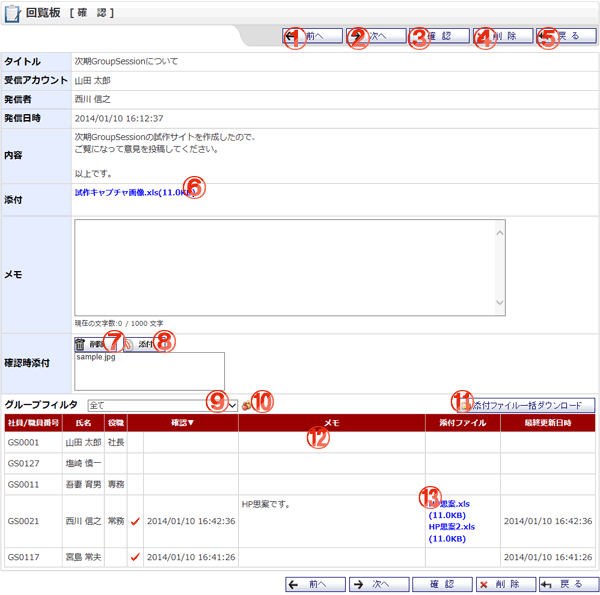 回覧板 [ 確 認 ]
① 前へ ② 次へ ③ 確 認 ④ 削 除 ⑤ 戻 る
タイトル 次期GroupSessionについて
受信アカウント 山田 太郎
発信者 西川 信之
発信日時 2014/01/10 16:12:37
内容 次期GroupSessionの試作サイトを作成したので、
ご覧になって意見を投稿してください。
以上です。
添付 試作キャプチャ画像.xls(11.0KB) ⑥
メモ
現在の文字数:0 / 1000 文字
削除 ⑦ 添付 ⑧
確認時添付 sample.jpg
グループフィルタ 全て ⑨ ⑩ ⑪ 添付ファイル一括ダウンロード
社員/職員番号 氏名 役職 確認▼ メモ 添付ファイル 最終更新日時
⑫
GS0001 山田 太郎 社長
GS0127 塩崎 慎一
GS0011 吾妻 育男 専務
⑬
GS0021 西川 信之 常務 2014/01/10 16:42:36 HP思案です。 HP思案.xls
(11.0KB)
HP思案2.xls
(11.0KB) 2014/01/10 16:42:36
GS0117 宮島 常夫 2014/01/10 16:41:26 2014/01/10 16:41:26
前へ 次へ 確 認 削 除 戻 る